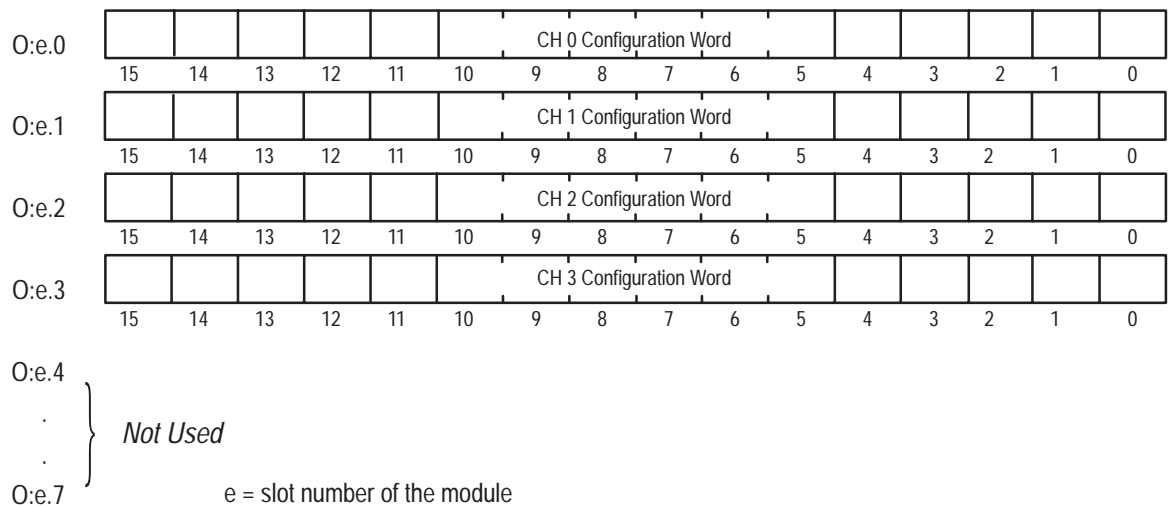 O:e.0 CH 0 Configuration Word
15 14 13 12 11 10 9 8 7 6 5 4 3 2 1 0
O:e.1 CH 1 Configuration Word
15 14 13 12 11 10 9 8 7 6 5 4 3 2 1 0
O:e.2 CH 2 Configuration Word
15 14 13 12 11 10 9 8 7 6 5 4 3 2 1 0
O:e.3 CH 3 Configuration Word
15 14 13 12 11 10 9 8 7 6 5 4 3 2 1 0
O:e.4
.
Not Used
.
O:e.7 e = slot number of the module